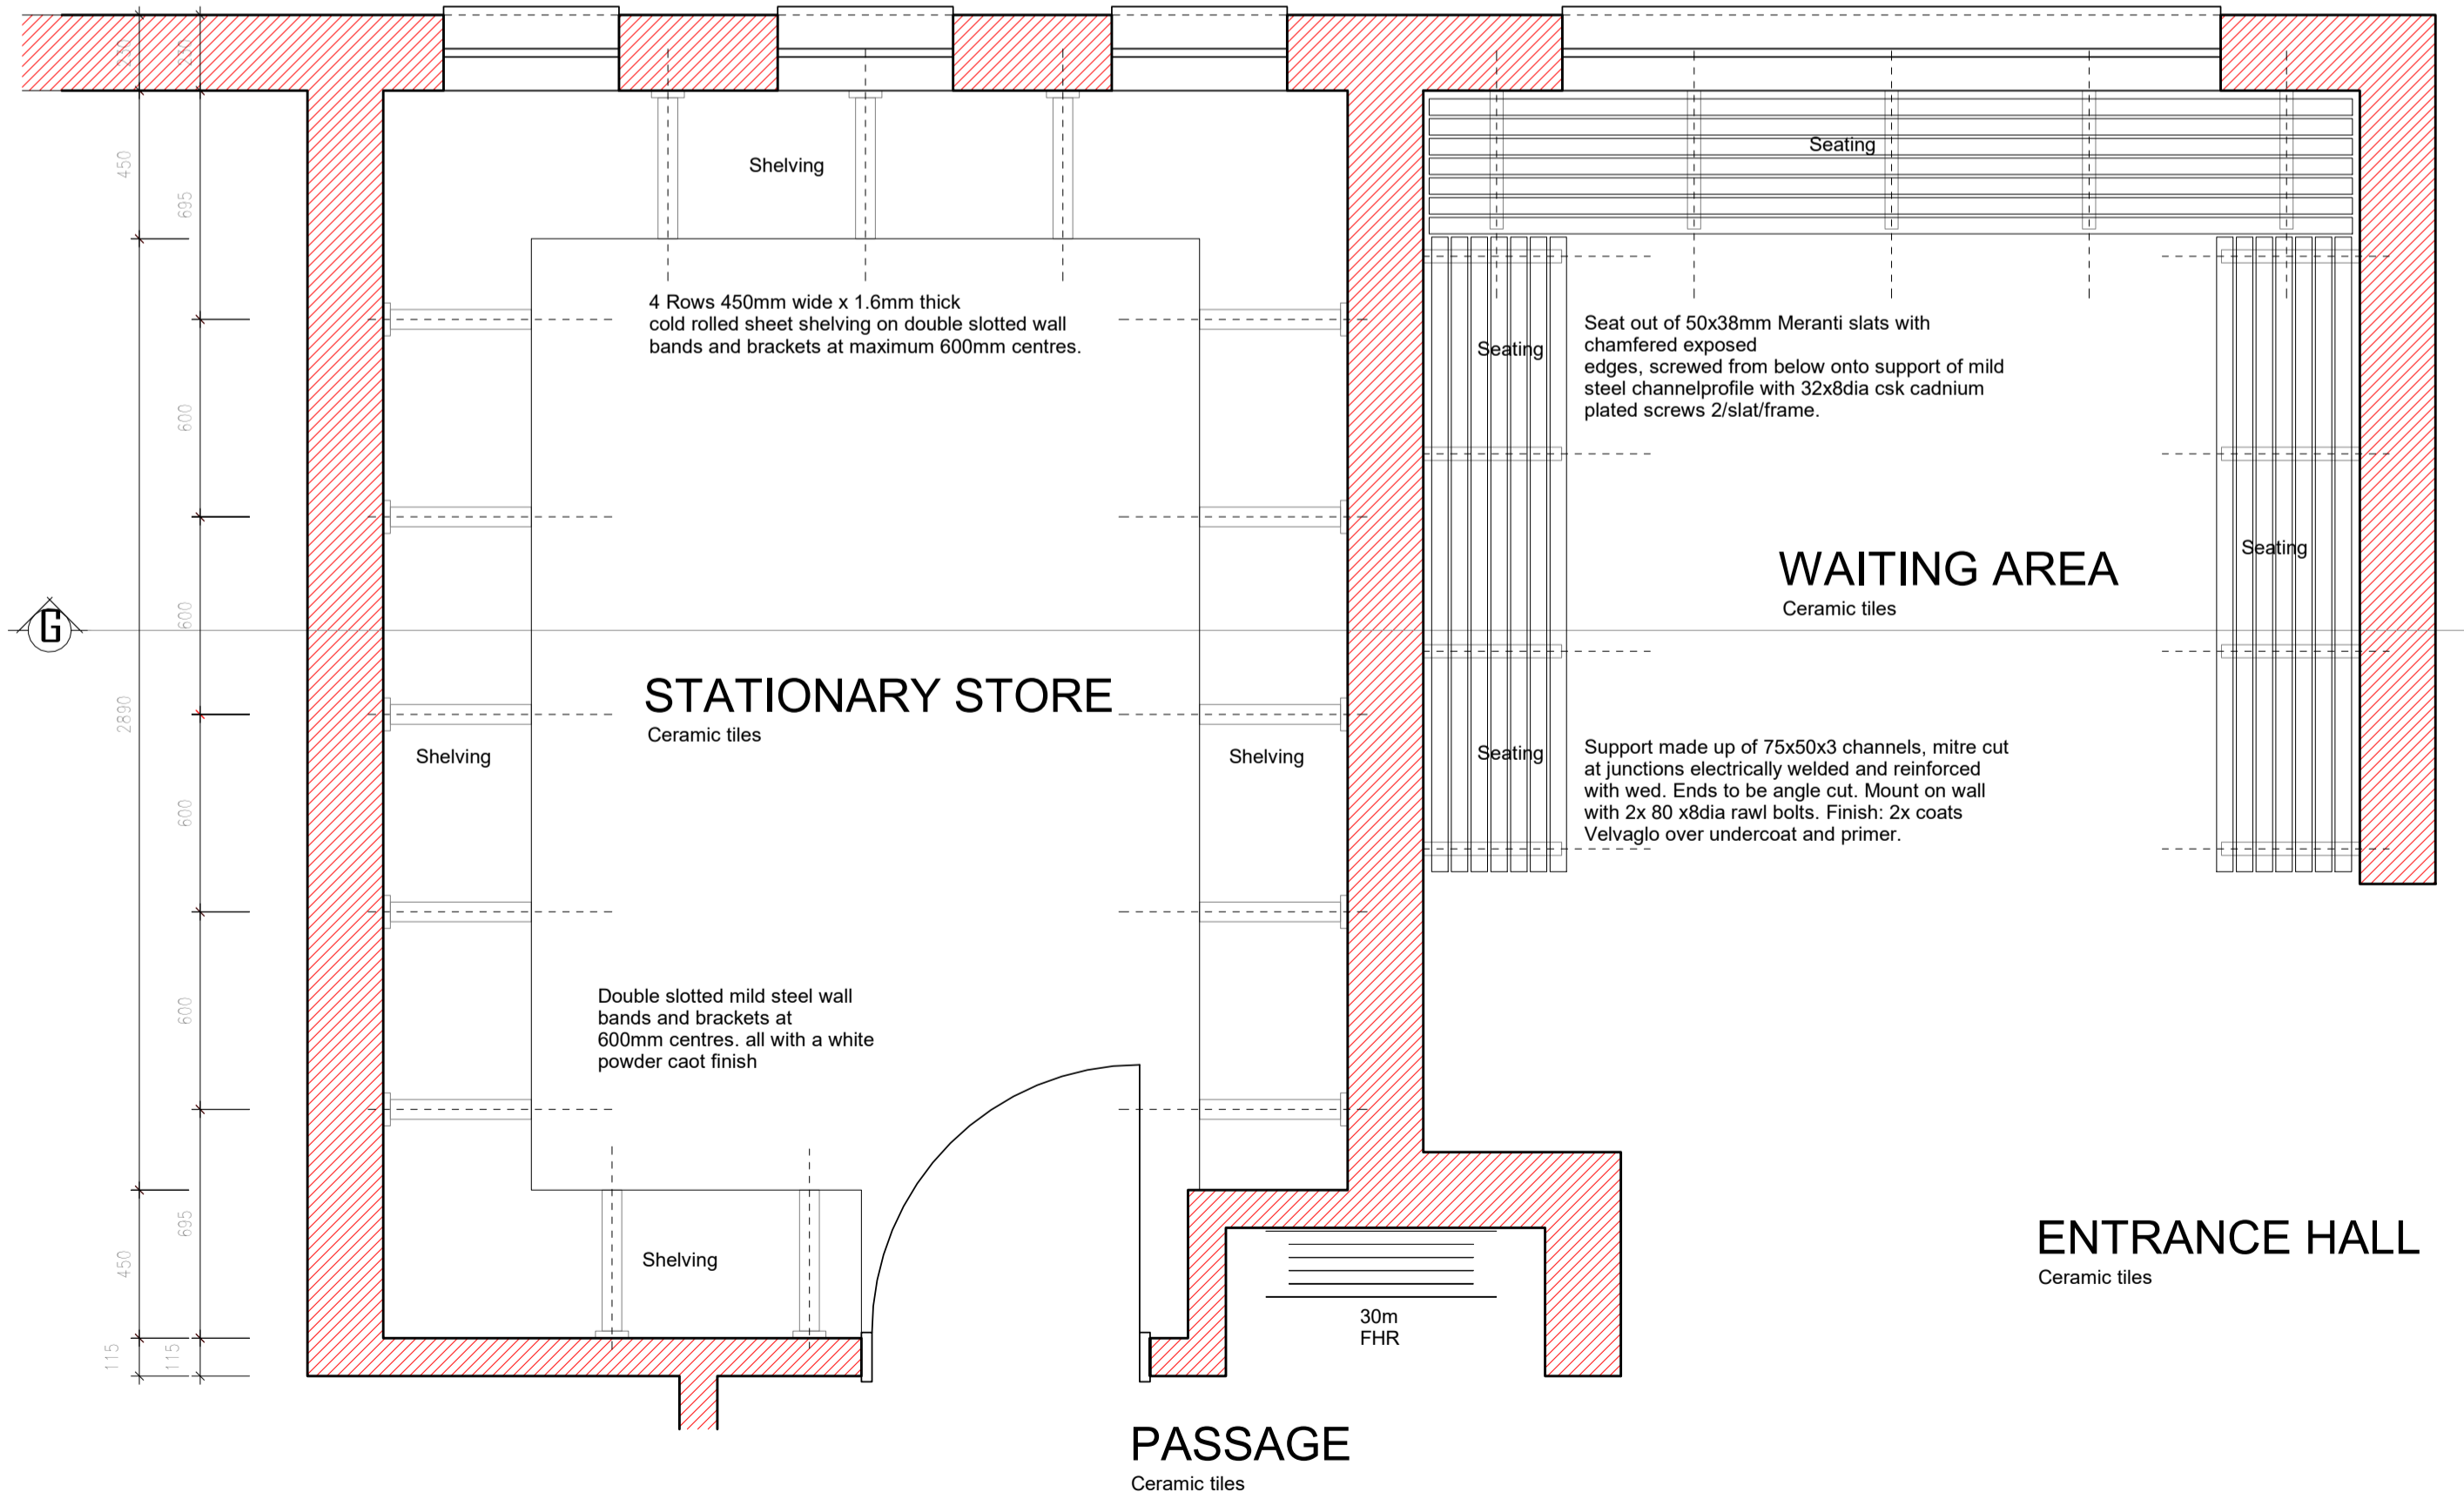 230
230
450
695
600
600
2890
600
600
695
450
115
115
G
Shelving
4 Rows 450mm wide x 1.6mm thick
cold rolled sheet shelving on double slotted wall
bands and brackets at maximum 600mm centres.
STATIONARY STORE
Ceramic tiles
Shelving
Shelving
Double slotted mild steel wall
bands and brackets at
600mm centres. all with a white
powder caot finish
Shelving
Seating
Seating
Seat out of 50x38mm Meranti slats with
chamfered exposed
edges, screwed from below onto support of mild
steel channelprofile with 32x8dia csk cadnium
plated screws 2/slat/frame.
WAITING AREA
Ceramic tiles
Seating
Seating
Support made up of 75x50x3 channels, mitre cut
at junctions electrically welded and reinforced
with wed. Ends to be angle cut. Mount on wall
with 2x 80 x8dia rawl bolts. Finish: 2x coats
Velvaglo over undercoat and primer.
ENTRANCE HALL
Ceramic tiles
30m
FHR
PASSAGE
Ceramic tiles